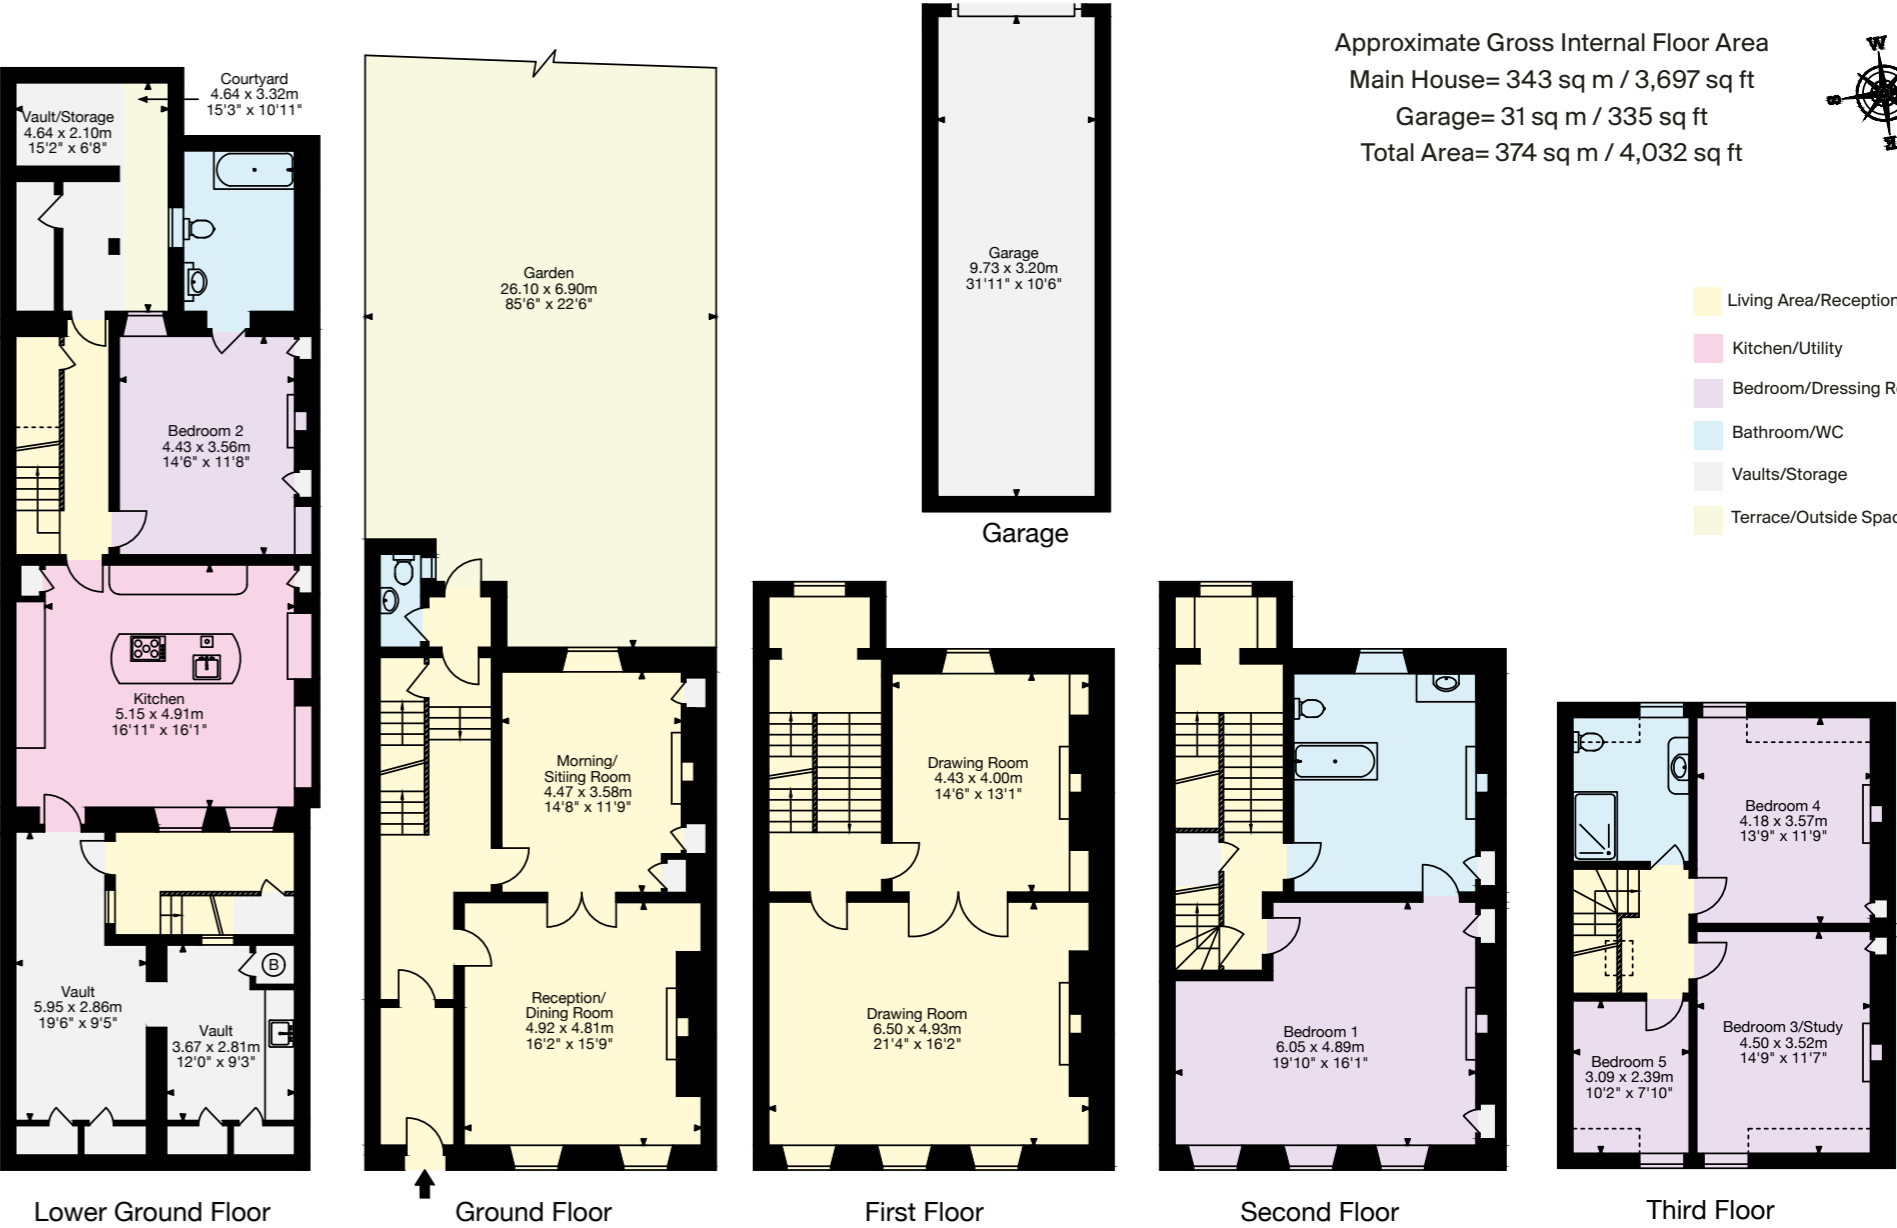 Approximate Gross Internal Floor Area
Main House= 343 sq m / 3,697 sq ft
Garage= 31 sq m / 335 sq ft
Total Area= 374 sq m / 4,032 sq ft
W
S
E
Living Area/Reception
Kitchen/Utility
Bedroom/Dressing R
Bathroom/WC
Vaults/Storage
Terrace/Outside Spac
Courtyard
4.64 x 3.32m
15'3" x 10'11"
Vault/Storage
4.64 x 2.10m
15'2" x 6'8"
Bedroom 2
4.43 x 3.56m
14'6" x 11'8"
Kitchen
5.15 x 4.91m
16'11" x 16'1"
Vault
5.95 x 2.86m
19'6" x 9'5"
B
Vault
3.67 x 2.81m
12'0" x 9'3"
Lower Ground Floor
Garden
26.10 x 6.90m
85'6" x 22'6"
Morning/
Sitiing Room
4.47 x 3.58m
14'8" x 11'9"
Reception/
Dining Room
4.92 x 4.81m
16'2" x 15'9"
Ground Floor
Garage
9.73 x 3.20m
31'11" x 10'6"
Garage
Drawing Room
4.43 x 4.00m
14'6" x 13'1"
Drawing Room
6.50 x 4.93m
21'4" x 16'2"
First Floor
Bedroom 1
6.05 x 4.89m
19'10" x 16'1"
Second Floor
Bedroom 4
4.18 x 3.57m
13'9" x 11'9"
Bedroom 3/Study
4.50 x 3.52m
14'9" x 11'7"
Bedroom 5
3.09 x 2.39m
10'2" x 7'10"
Third Floor